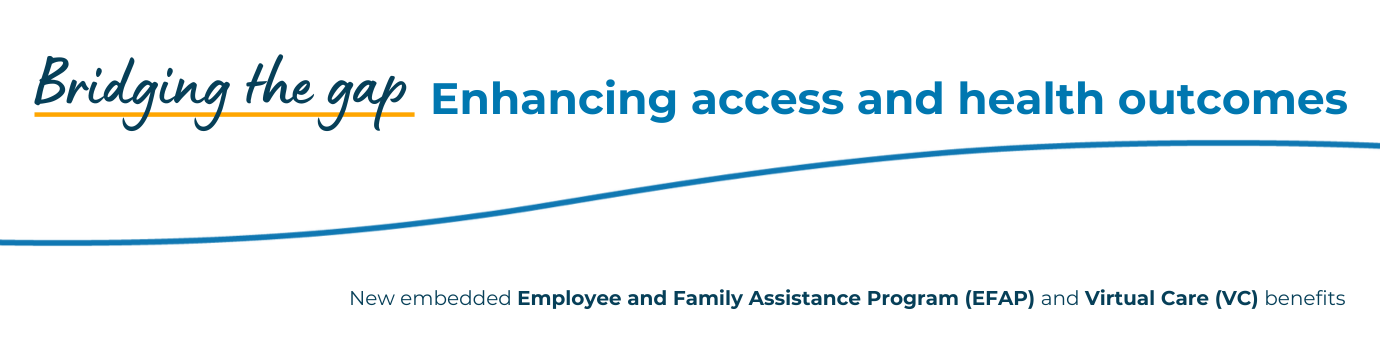 Bridging the gap Enhancing access and health outcomes
New embedded Employee and Family Assistance Program (EFAP) and Virtual Care (VC) benefits